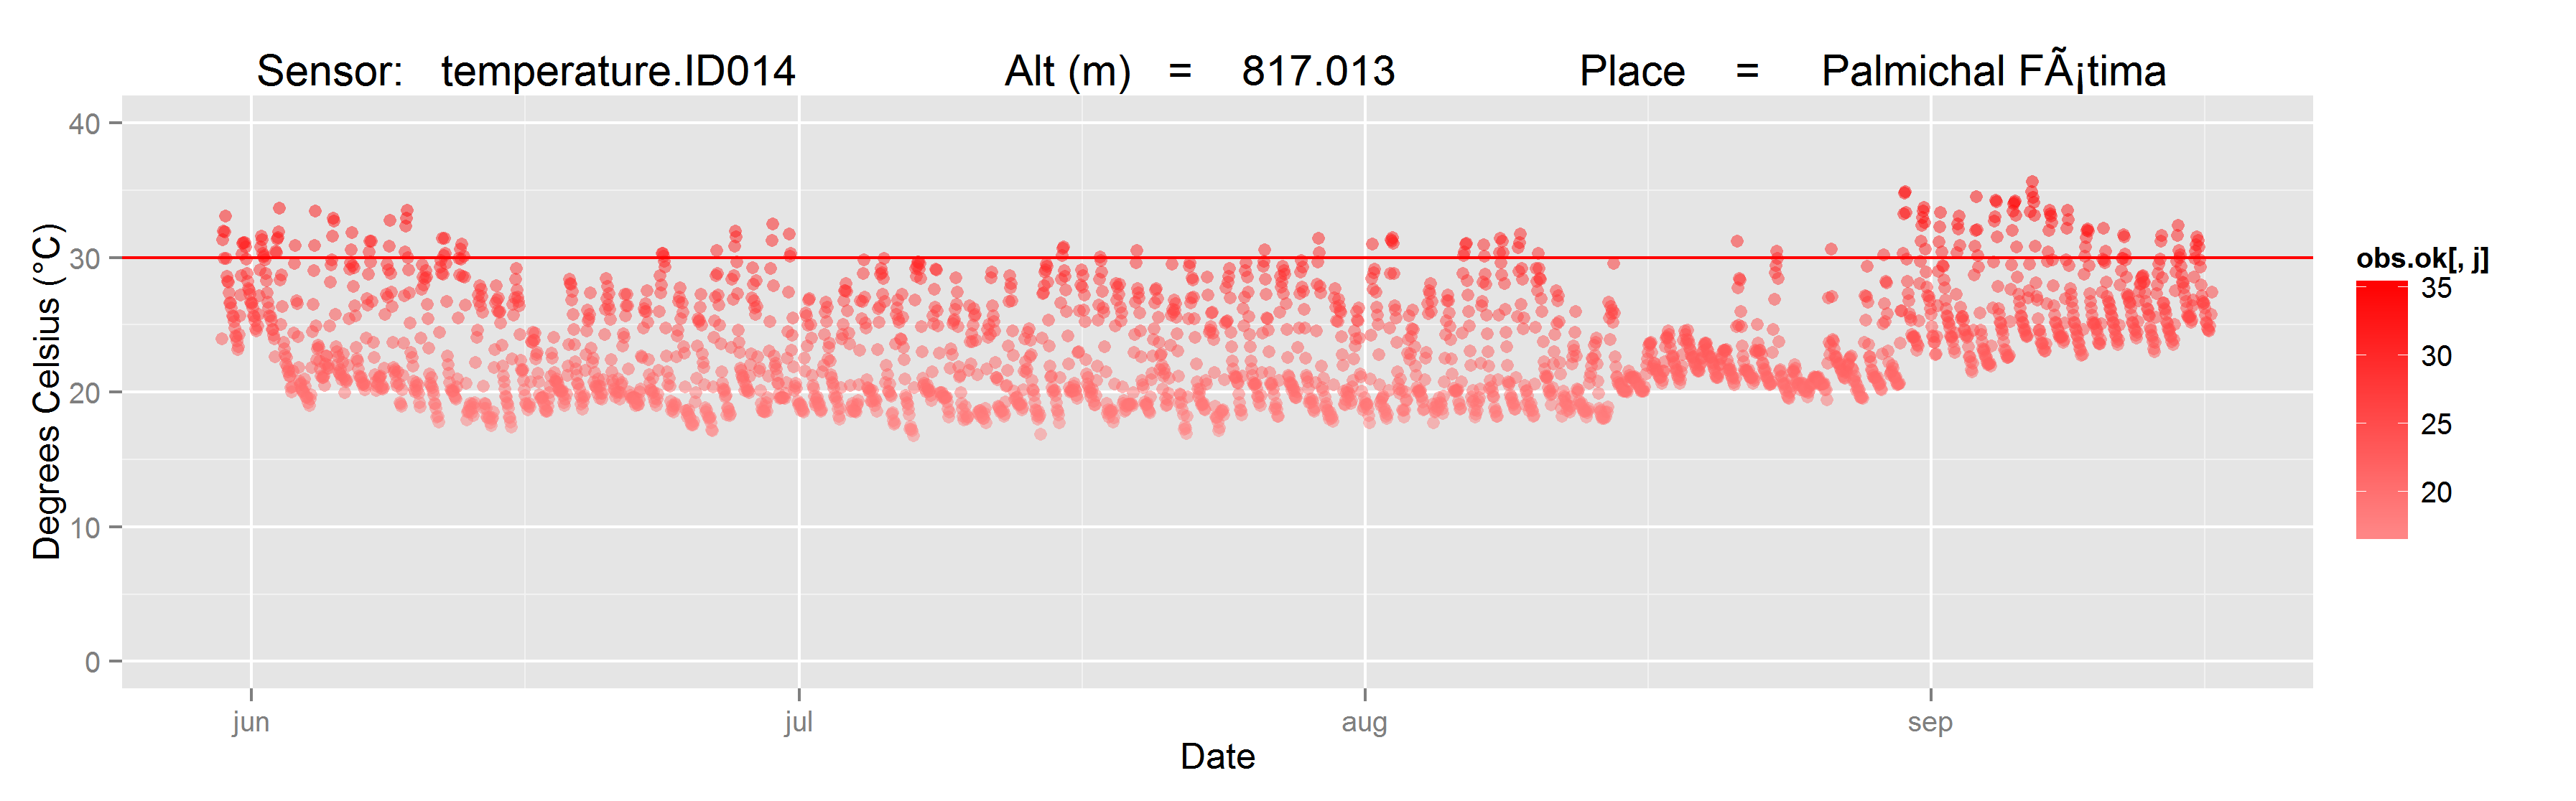 Sensor: temperature.ID014 Alt (m) = 817.013 Place = Palmichal FÃ¡tima
Degrees Celsius (°C)
40
30
20
10
0
jun jul aug sep
Date
obs.ok[, j]
35
30
25
20